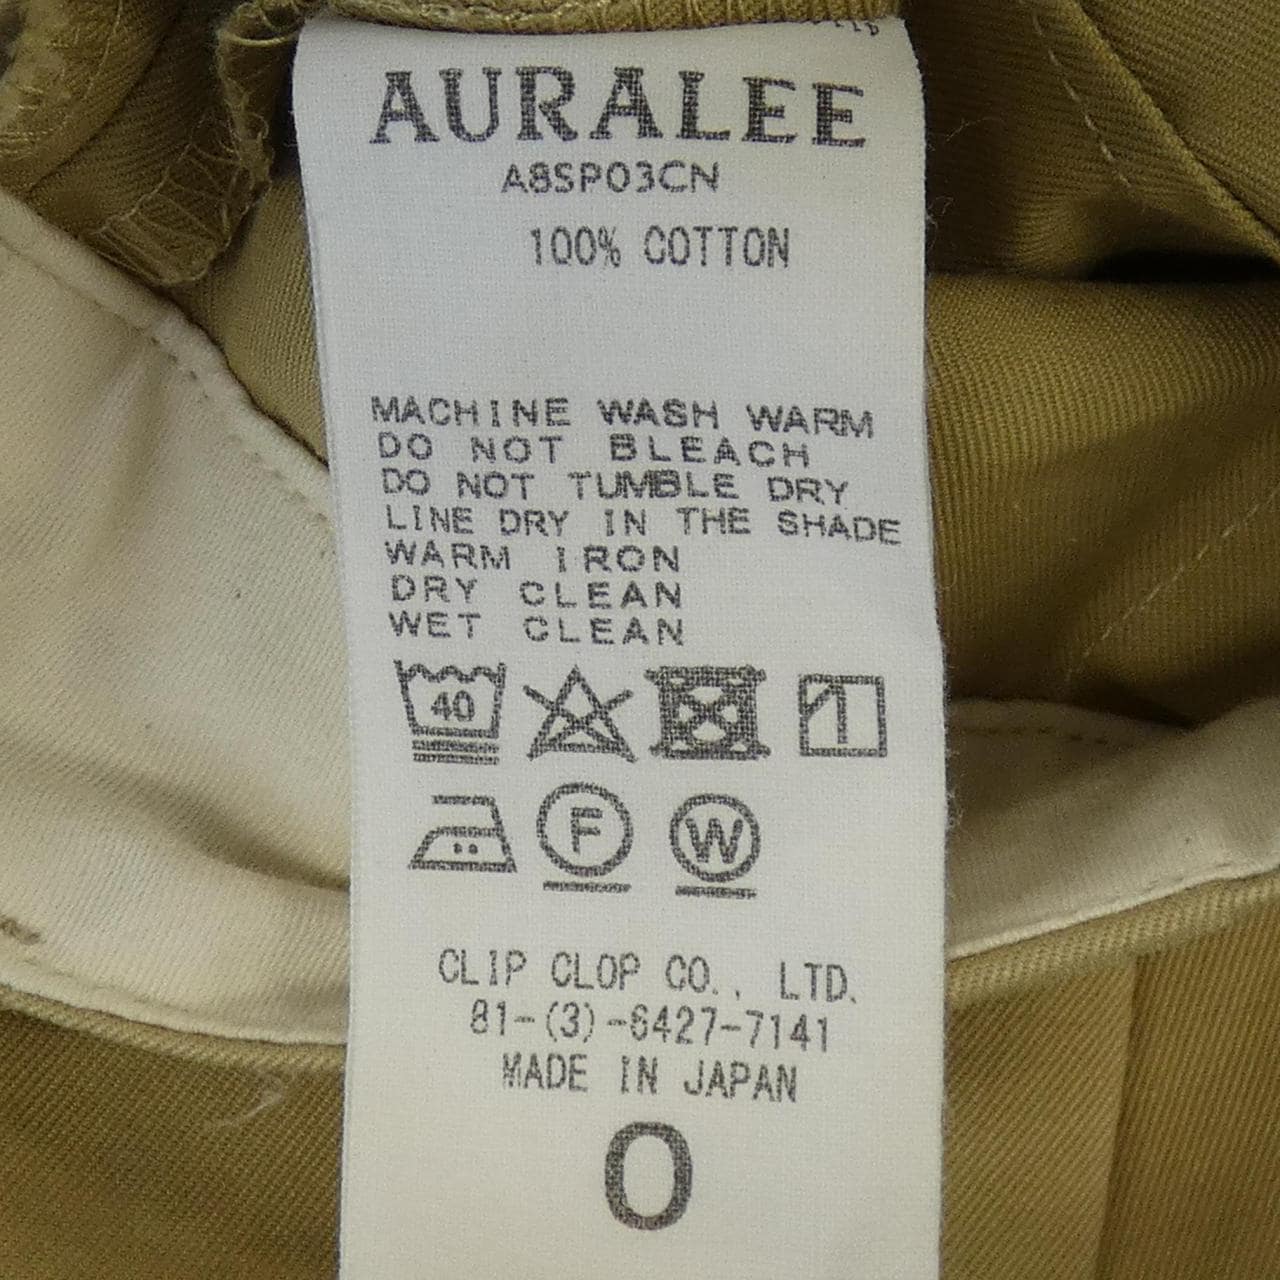 AURALEE
A8SP03CN
100% COTTON
MACHINE WASH WARM
DO NOT BLEACH
DO NOT TUMBLE DRY
LINE DRY IN THE SHADE
WARM IRON
DRY CLEAN
WET CLEAN
40
F W
CLIP CLOP CO., LTD.
81-(3)-6427-7141
MADE IN JAPAN
0